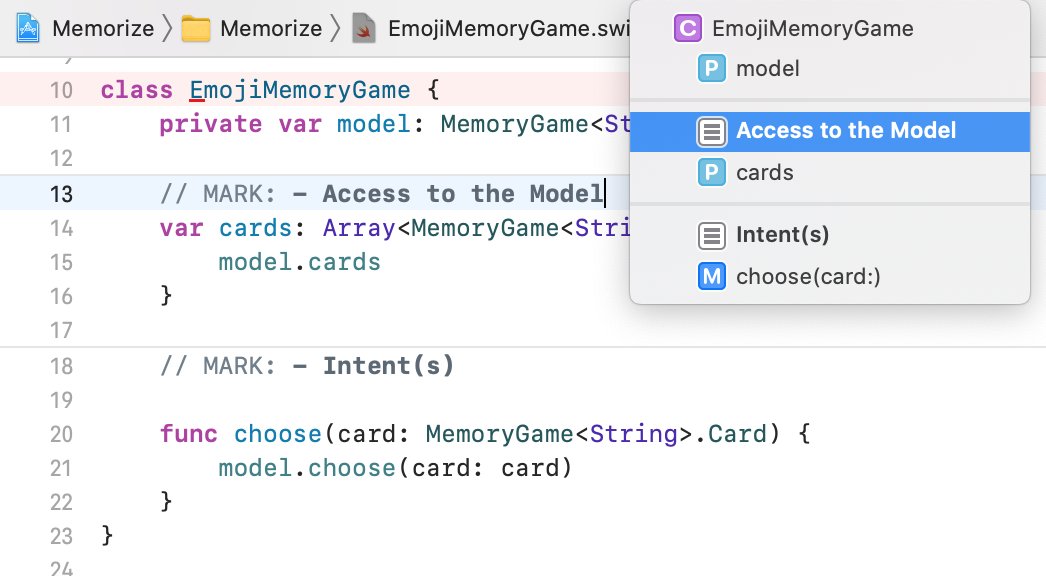 Memorize Memorize EmojiMemoryGame.swi
EmojiMemoryGame
P model
Access to the Model
P cards
Intent(s)
M choose(card:)
C
10 class EmojiMemoryGame {
11 private var model: MemoryGame<St
12
13 // MARK: - Access to the Model
14 var cards: Array<MemoryGame<Stri
15 model.cards
16 }
17
18 // MARK: - Intent(s)
19
20 func choose(card: MemoryGame<String>.Card) {
21 model.choose(card: card)
22 }
23 }
24